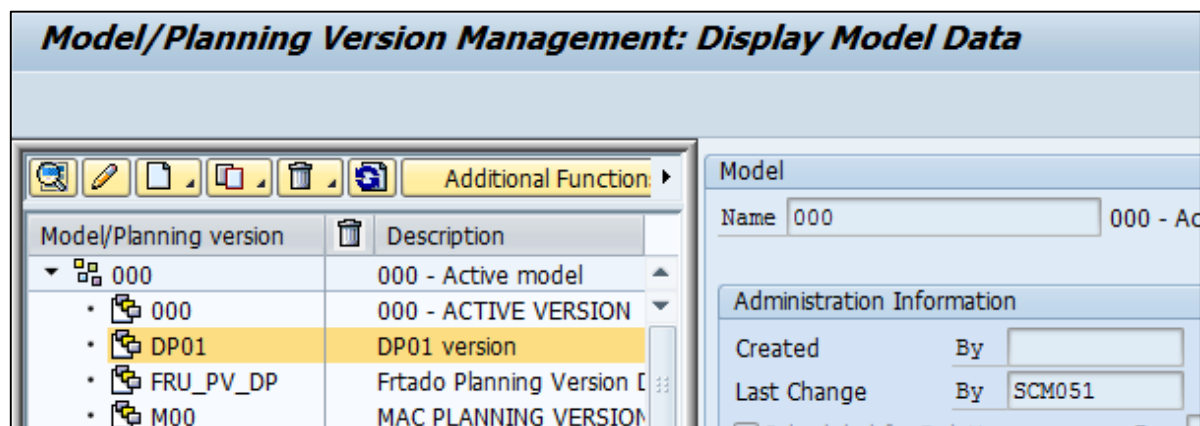 Model/Planning Version Management: Display Model Data
Additional Function
Model/Planning version Description
000 000 - Active model
000 000 - ACTIVE VERSION
DP01 DP01 version
FRU_PV_DP Frtado Planning Version
M00 MAC PLANNING VERSION
Model
Name 000 000 - Ac
Administration Information
Created By
Last Change By SCM051